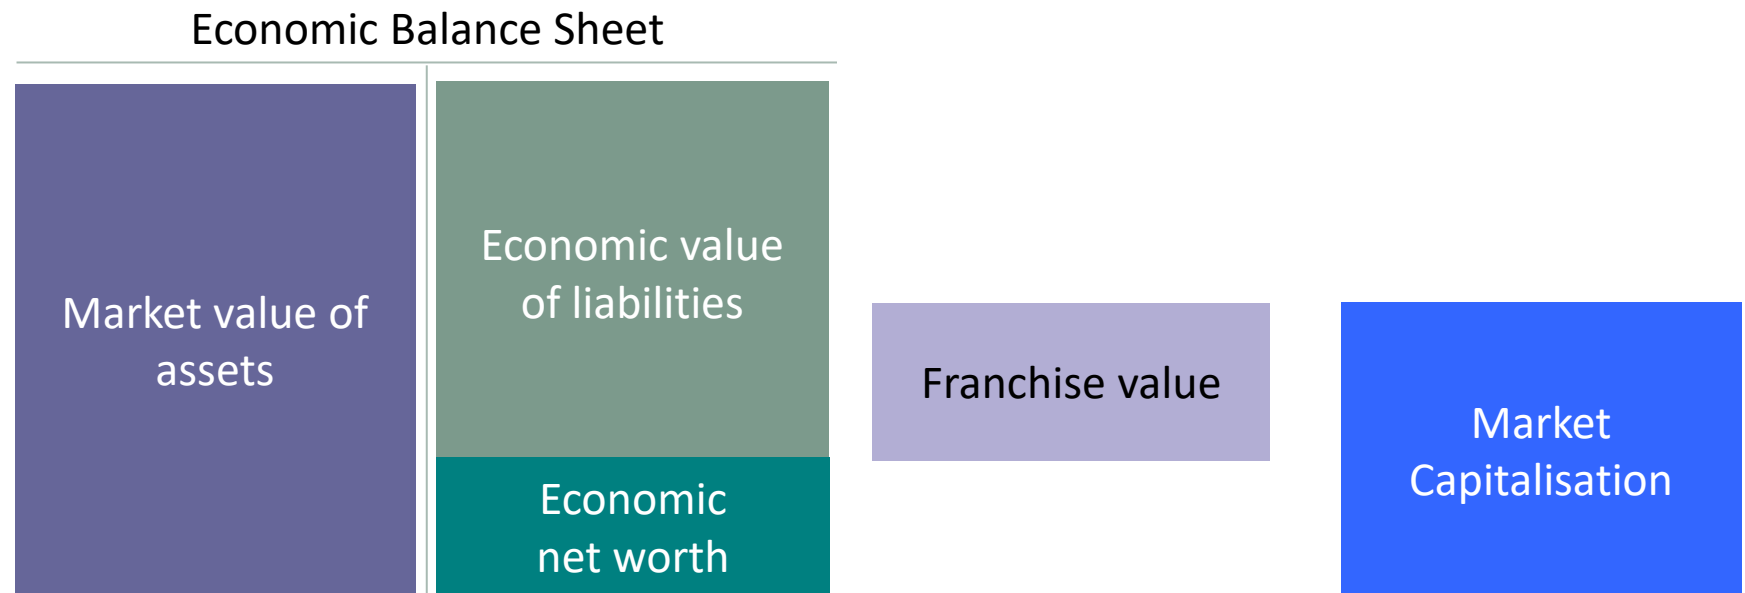 Economic Balance Sheet
Market value of
assets
Economic value
of liabilities
Economic
net worth
Franchise value
Market
Capitalisation